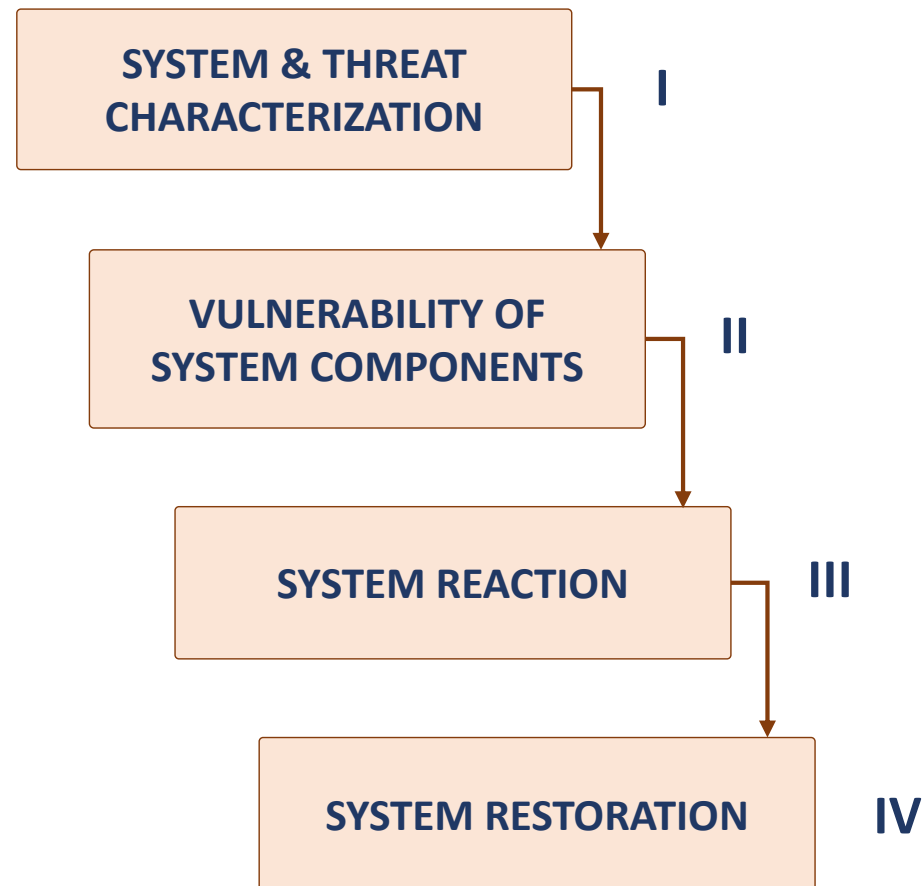 SYSTEM & THREAT
CHARACTERIZATION
I
VULNERABILITY OF
SYSTEM COMPONENTS
II
SYSTEM REACTION
III
SYSTEM RESTORATION
IV